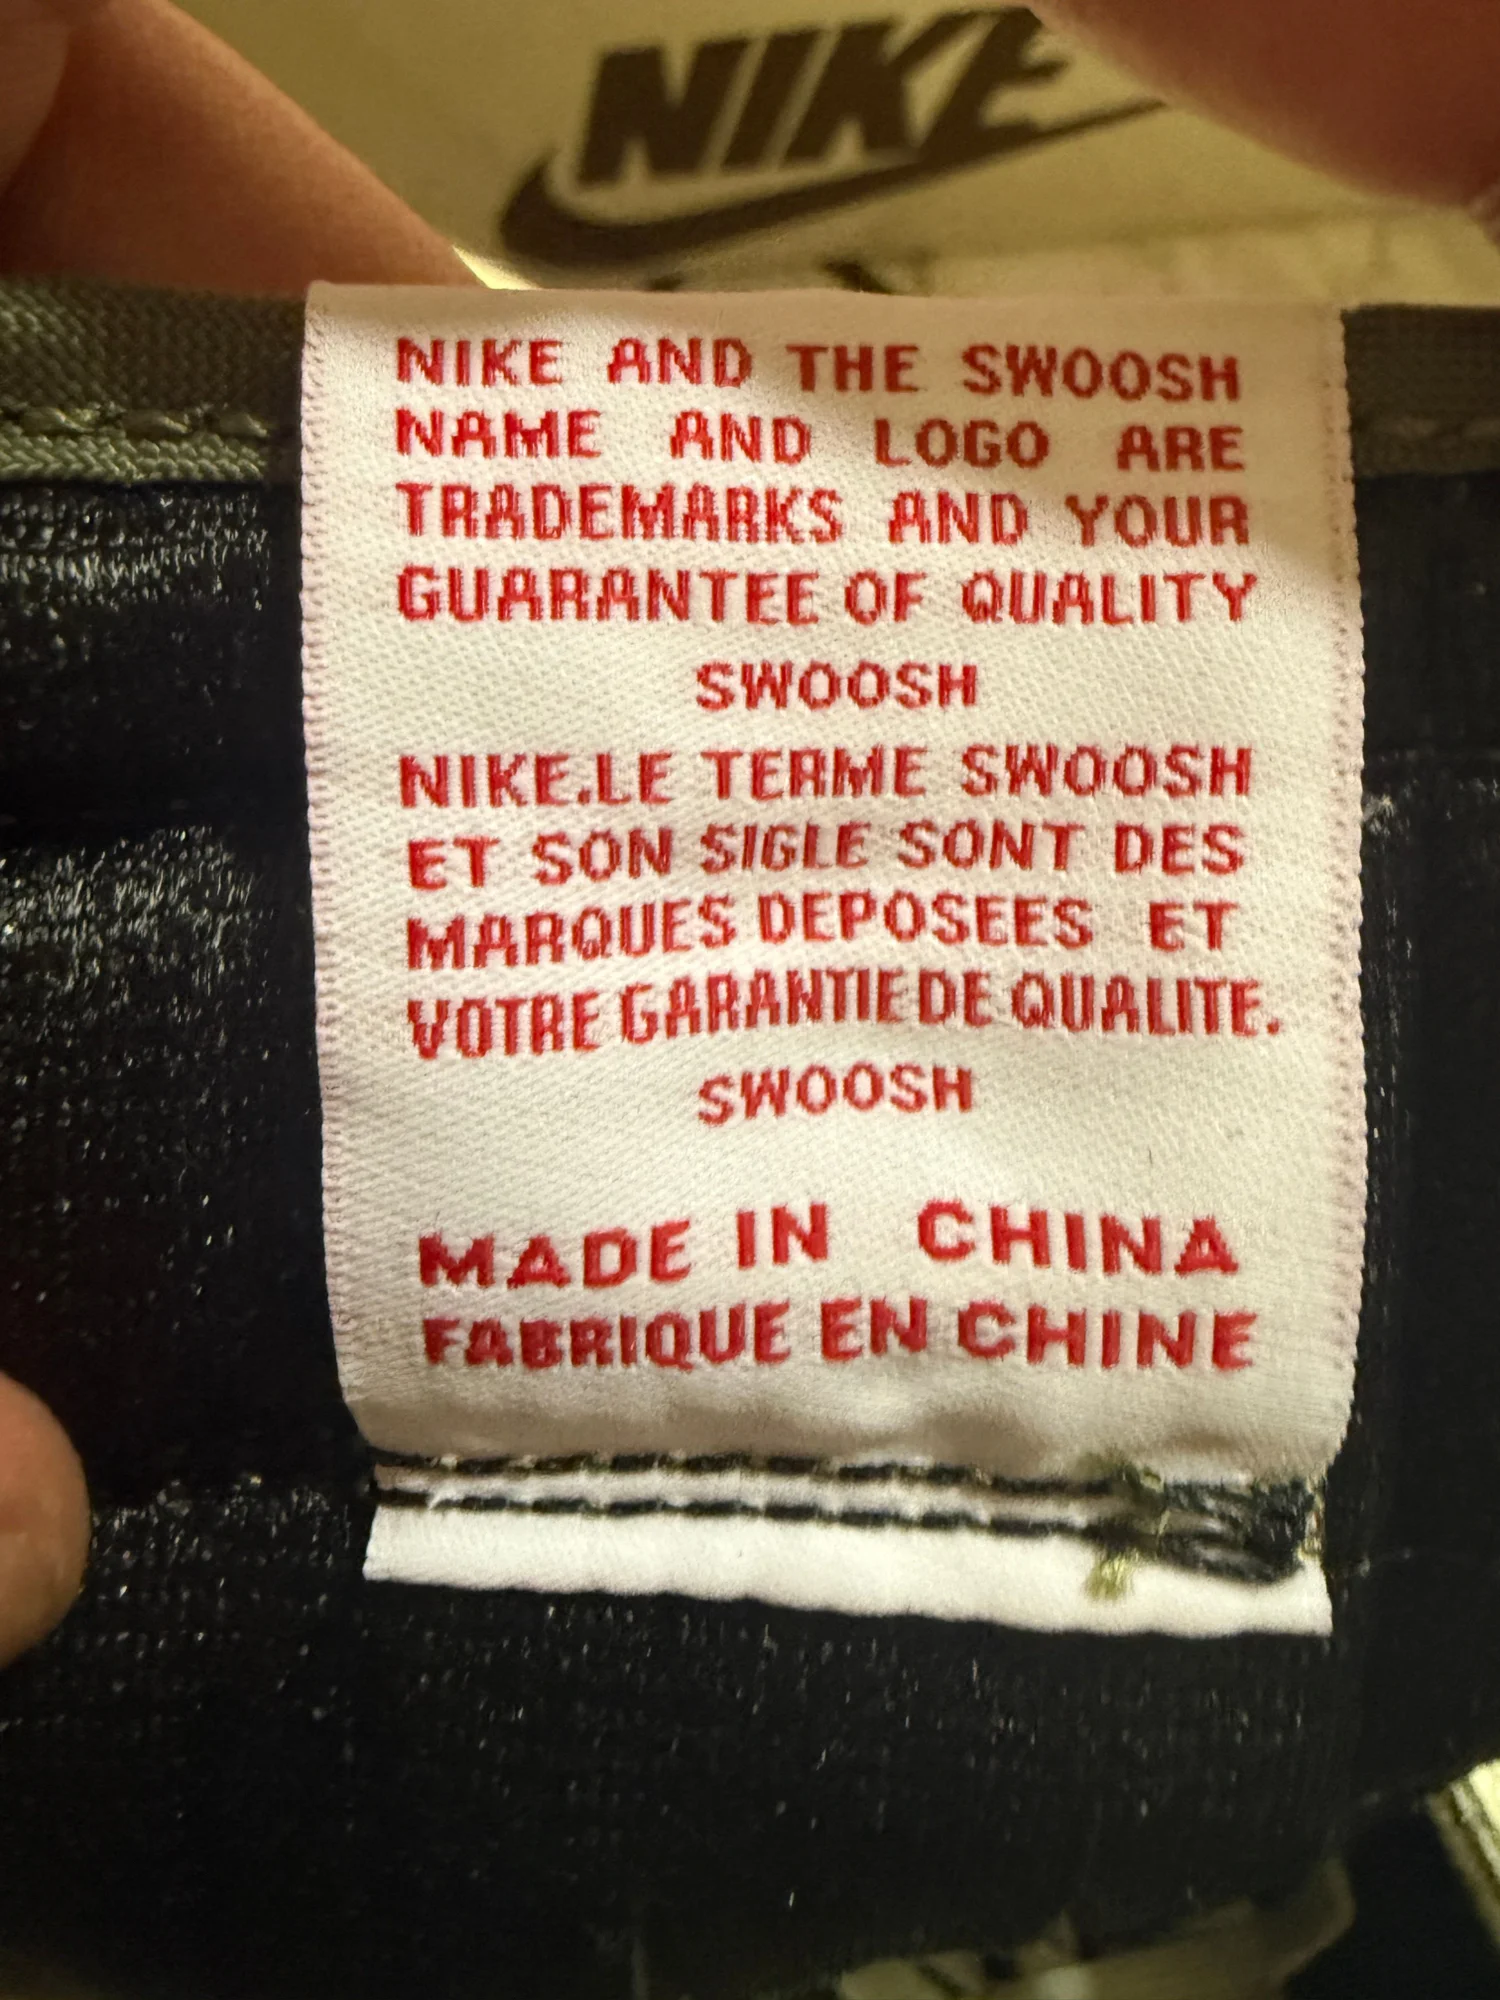 NIKE
NIKE AND THE SWOOSH
NAME AND LOGO ARE
TRADEMARKS AND YOUR
GUARANTEE OF QUALITY
SWOOSH
NIKE.LE TERME SWOOSH
ET SON SIGLE SONT DES
MARQUES DEPOSEES ET
VOTRE GARANTIE DE QUALITE.
SWOOSH
MADE IN CHINA
FABRIQUE EN CHINE